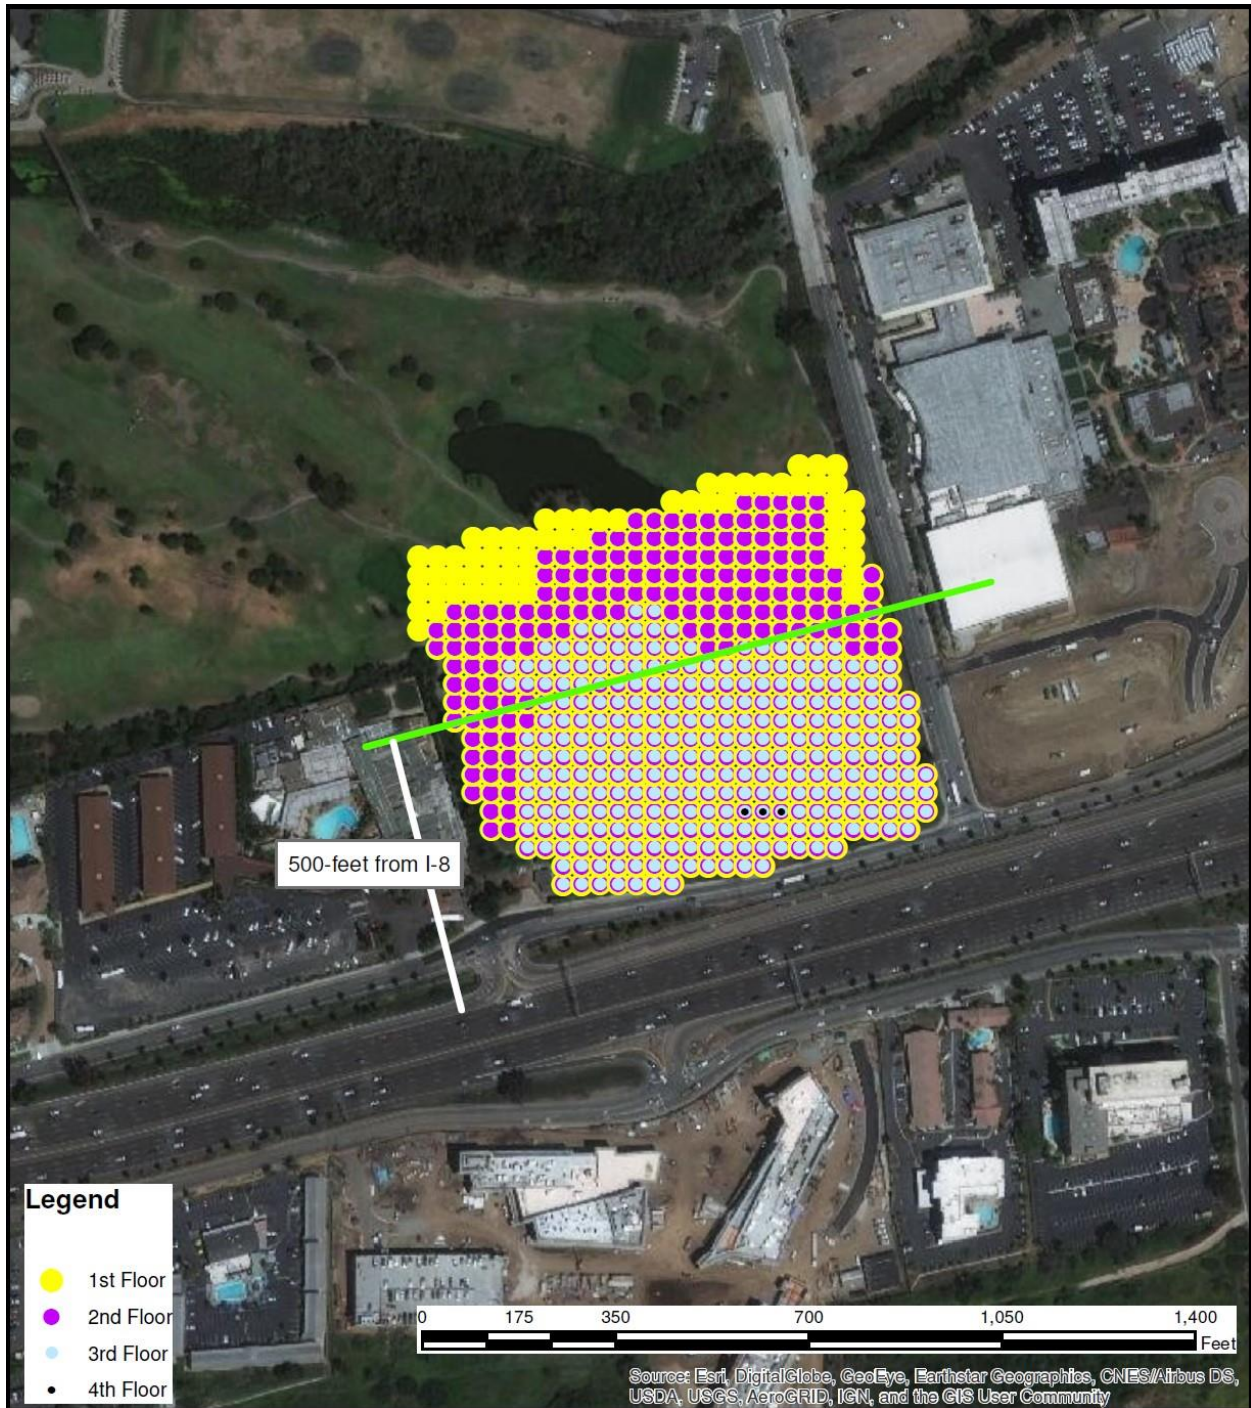 500-feet from I-8
Legend
1st Floor
2nd Floor
3rd Floor
4th Floor
0 175 350 700 1,050 1,400
Feet
Source: Esri, DigitalGlobe, GeoEye, Earthstar Geographics, CNES/Airbus DS,
USDA, USGS, AeroGRID, IGN, and the GIS User Community